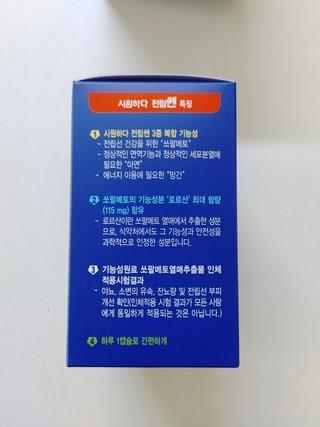 시원하다 전립쎈 특징
1 시원하다 전립쎈 3중 복합 기능성
- 전립선 건강을 위한 "쏘팔메토"
- 정상적인 면역기능과 정상적인 세포분열에
필요한 "아연"
- 에너지 이용에 필요한 "망간"
2 쏘팔메토의 기능성분 '로르산' 최대 함량
(115 mg) 함유
- 로르산이란 쏘팔메토 열매에서 추출한 성분
으로, 식약처에서도 그 기능성과 안전성을
과학적으로 인정한 성분입니다.
3 기능성원료 쏘팔메토열매추출물 인체
적용시험결과
- 야뇨, 소변의 유속, 잔뇨량 및 전립선 부피
개선 확인(인체적용 시험 결과가 모든 사람
에게 동일하게 적용되는 것은 아닙니다.)
4 하루 1캡슐로 간편하게